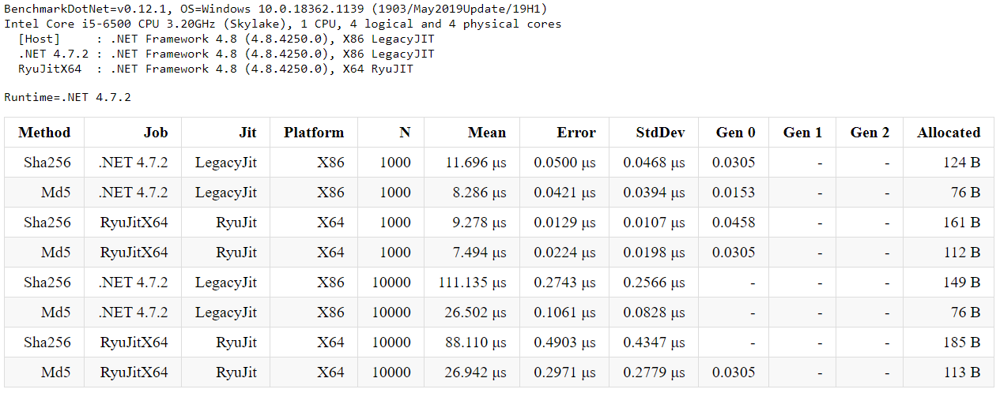 BenchmarkDotNet=v0.12.1, OS=Windows 10.0.18362.1139 (1903/May2019Update/19H1)
Intel Core i5-6500 CPU 3.20GHz (Skylake), 1 CPU, 4 logical and 4 physical cores
[Host]     : .NET Framework 4.8 (4.8.4250.0), X86 LegacyJIT
.NET 4.7.2 : .NET Framework 4.8 (4.8.4250.0), X86 LegacyJIT
RyuJitX64  : .NET Framework 4.8 (4.8.4250.0), X64 RyuJIT
Runtime=.NET 4.7.2
Method Job Jit Platform N Mean Error StdDev Gen 0 Gen 1 Gen 2 Allocated
Sha256 .NET 4.7.2 LegacyJit X86 1000 11.696 μs 0.0500 μs 0.0468 μs 0.0305 - - 124 B
Md5 .NET 4.7.2 LegacyJit X86 1000 8.286 μs 0.0421 μs 0.0394 μs 0.0153 - - 76 B
Sha256 RyuJitX64 RyuJit X64 1000 9.278 μs 0.0129 μs 0.0107 μs 0.0458 - - 161 B
Md5 RyuJitX64 RyuJit X64 1000 7.494 μs 0.0224 μs 0.0198 μs 0.0305 - - 112 B
Sha256 .NET 4.7.2 LegacyJit X86 10000 111.135 μs 0.2743 μs 0.2566 μs - - - 149 B
Md5 .NET 4.7.2 LegacyJit X86 10000 26.502 μs 0.1061 μs 0.0828 μs - - - 76 B
Sha256 RyuJitX64 RyuJit X64 10000 88.110 μs 0.4903 μs 0.4347 μs - - - 185 B
Md5 RyuJitX64 RyuJit X64 10000 26.942 μs 0.2971 μs 0.2779 μs 0.0305 - - 113 B